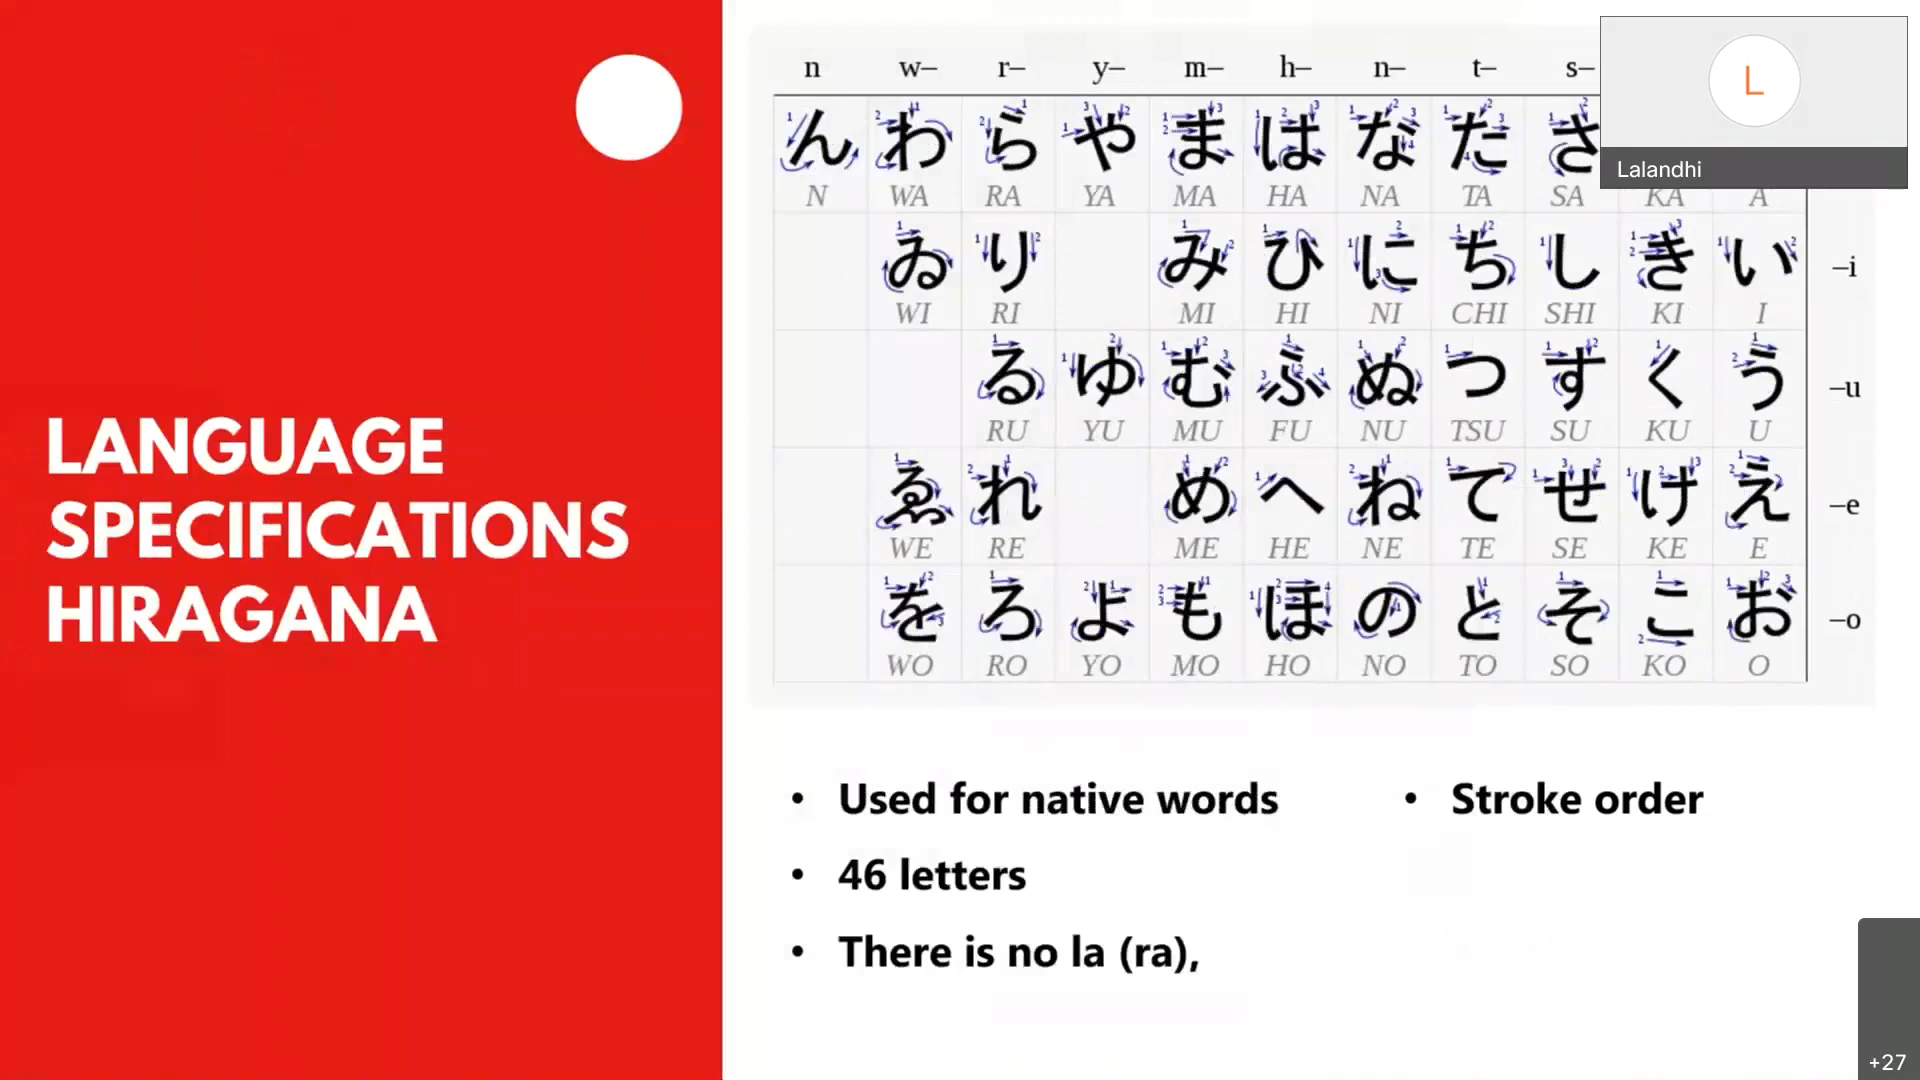 LANGUAGE
SPECIFICATIONS
HIRAGANA
n w– r– y– m– h– n– t– s–
ん わ ら や ま は な た さ
N WA RA YA MA HA NA TA SA KA A
ゐ り み ひ に ち し き い –i
WI RI MI HI NI CHI SHI KI I
る ゆ む ふ ぬ つ す く う –u
RU YU MU FU NU TSU SU KU U
ゑ れ め へ ね て せ け え –e
WE RE ME HE NE TE SE KE E
を ろ よ も ほ の と そ こ お –o
WO RO YO MO HO NO TO SO KO O
L
Lalandhi
• Used for native words
• 46 letters
• There is no la (ra),
• Stroke order
+27